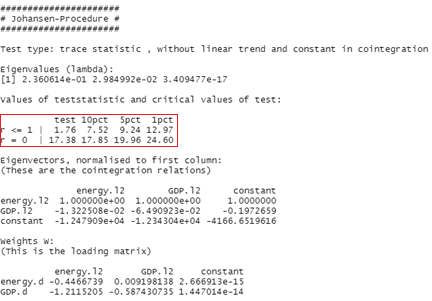 ######################
# Johansen-Procedure #
######################
Test type: trace statistic , without linear trend and constant in cointegration
Eigenvalues (lambda):
[1] 2.360614e-01 2.984992e-02 3.409477e-17
Values of teststatistic and critical values of test:
test 10pct 5pct 1pct
r <= 1 | 1.76 7.52 9.24 12.97
r = 0 | 17.38 17.85 19.96 24.60
Eigenvectors, normalised to first column:
(These are the cointegration relations)
energy.l2 GDP.l2 constant
energy.l2 1.000000e+00 1.000000e+00 1.0000000
GDP.l2 -1.322508e-02 -6.490923e-02 -0.1972659
constant -1.247909e+04 -1.234304e+04 -4166.6519616
Weights W:
(This is the loading matrix)
energy.l2 GDP.l2 constant
energy.d -0.4466739 0.009198138 2.666913e-15
GDP.d -1.2115205 -0.587430735 1.447014e-14